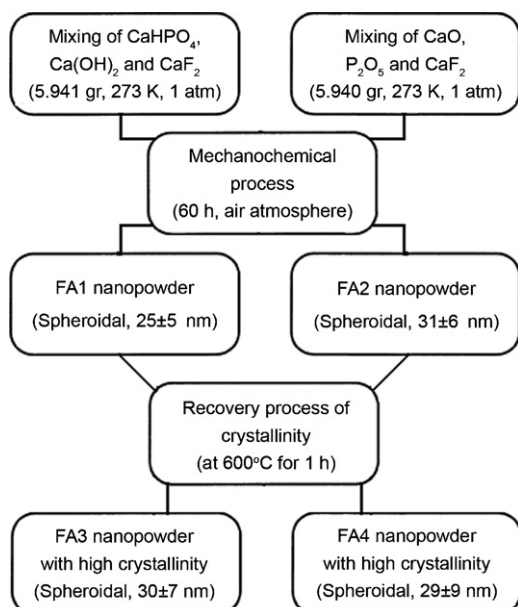 Mixing of CaHPO₄,
Ca(OH)₂ and CaF₂
(5.941 gr, 273 K, 1 atm)
Mixing of CaO,
P₂O₅ and CaF₂
(5.940 gr, 273 K, 1 atm)
Mechanochemical
process
(60 h, air atmosphere)
FA1 nanopowder
(Spheroidal, 25±5 nm)
FA2 nanopowder
(Spheroidal, 31±6 nm)
Recovery process of
crystallinity
(at 600°C for 1 h)
FA3 nanopowder
with high crystallinity
(Spheroidal, 30±7 nm)
FA4 nanopowder
with high crystallinity
(Spheroidal, 29±9 nm)